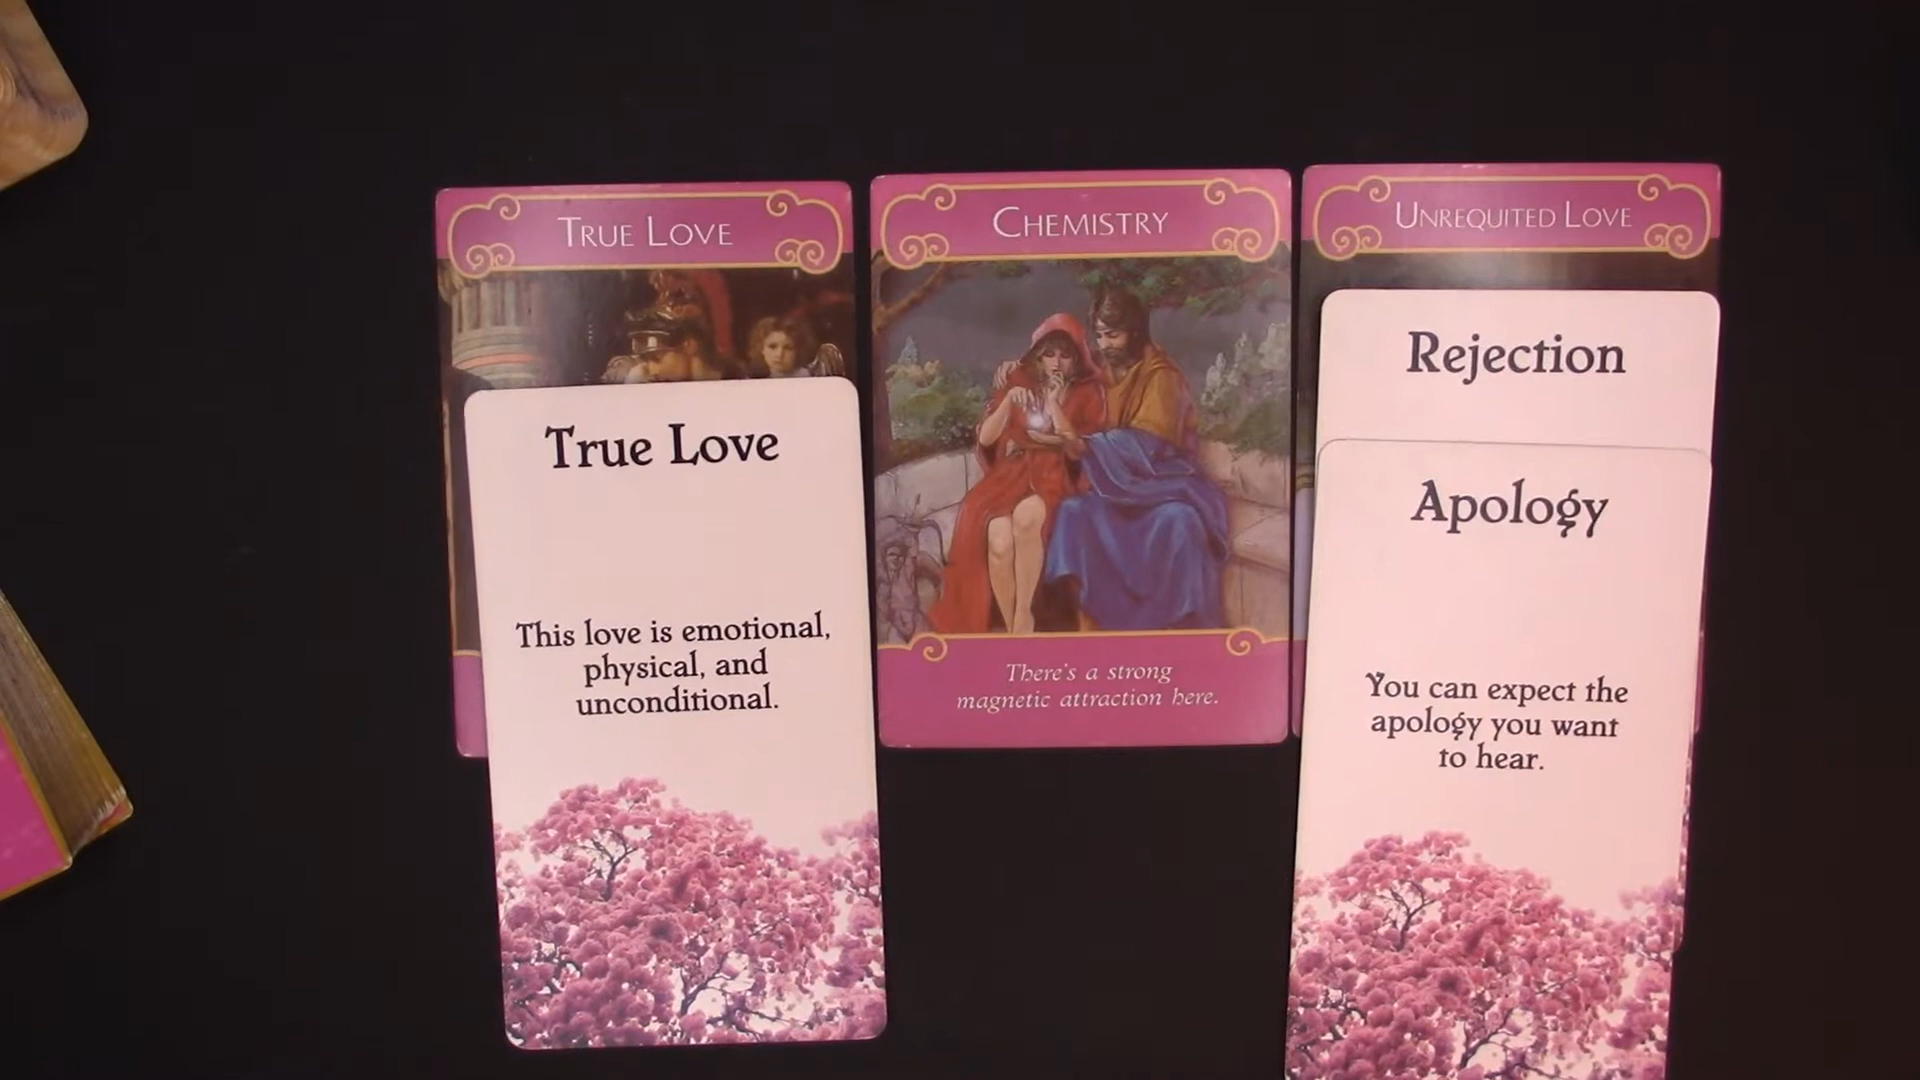 TRUE LOVE
True Love
This love is emotional,
physical, and
unconditional.
CHEMISTRY
There's a strong
magnetic attraction here.
UNREQUITED LOVE
Rejection
Apology
You can expect the
apology you want
to hear.